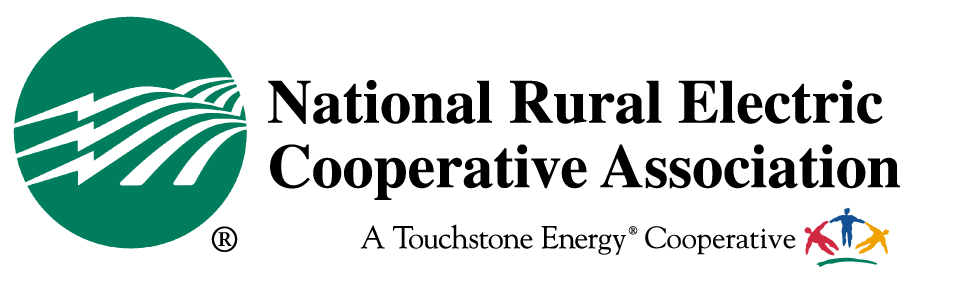 National Rural Electric
Cooperative Association
®
A Touchstone Energy® Cooperative